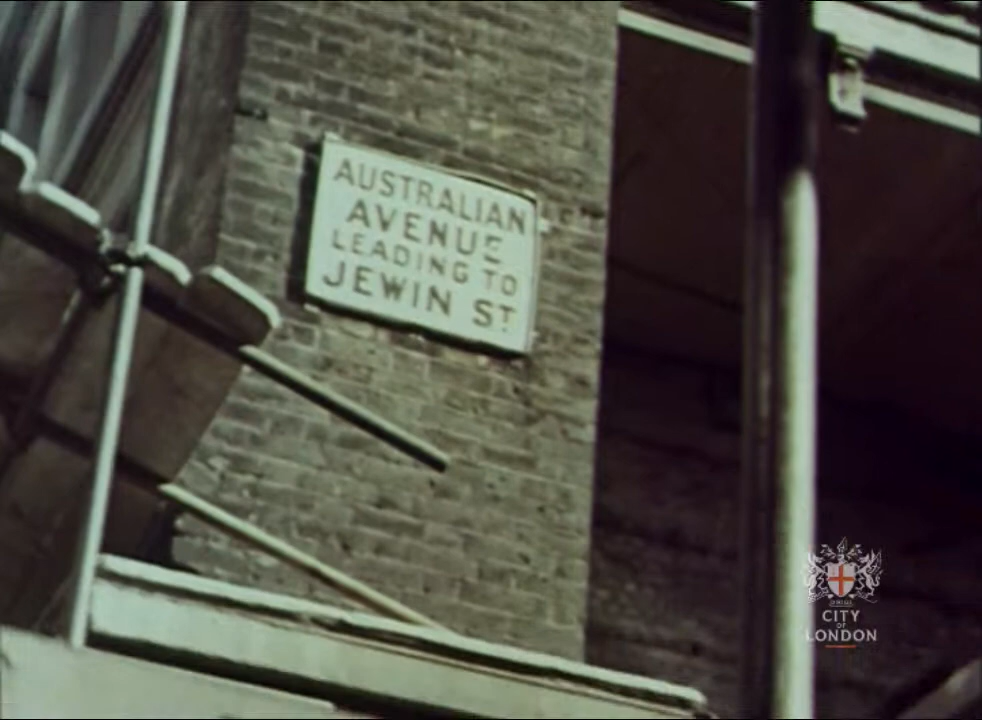 AUSTRALIAN
AVENUE
LEADING TO
JEWIN ST
CITY
OF
LONDON